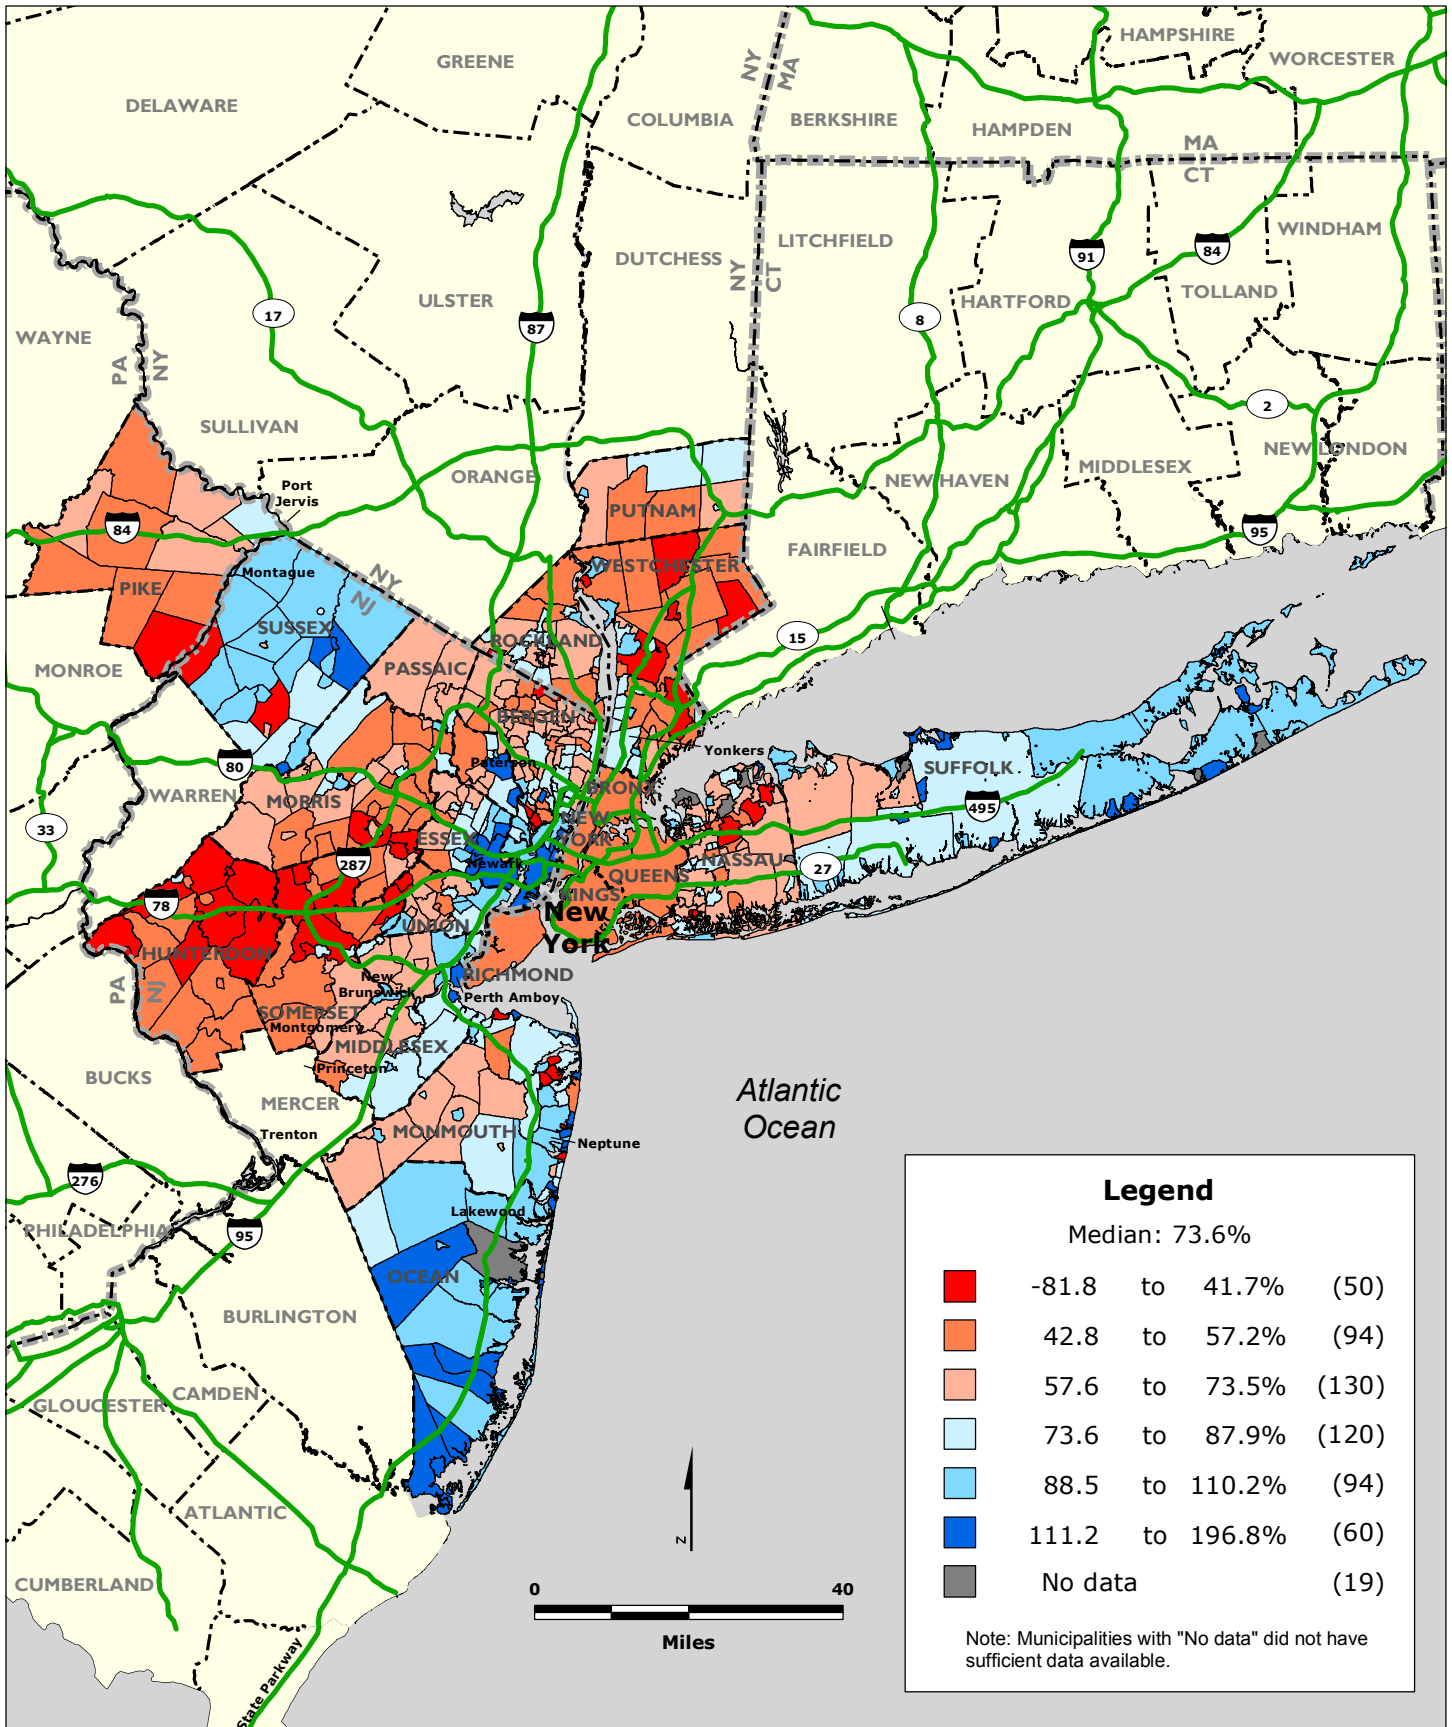 HAMPSHIRE
GREENE
WORCESTER
NY
MA
DELAWARE
COLUMBIA
BERKSHIRE
HAMPDEN
MA
CT
LITCHFIELD
WINDHAM
DUTCHESS
NY
CT
91
84
ULSTER
HARTFORD
TOLLAND
17
87
8
WAYNE
PA
NY
2
SULLIVAN
NEW LONDON
ORANGE
MIDDLESEX
Port
Jervis
NEW HAVEN
PUTNAM
84
95
FAIRFIELD
WESTCHESTER
Montague
NY
NJ
PIKE
SUSSEX
15
ROCKLAND
MONROE
PASSAIC
BERGEN
Yonkers
80
Paterson
SUFFOLK
WARREN
MORRIS
BRONX
495
33
NEW
YORK
ESSEX
287
Newark
NASSAU
27
QUEENS
KINGS
78
New
York
UNION
HUNTERDON
RICHMOND
PA
NJ
New
Brunswick
Perth Amboy
SOMERSET
Montgomery
MIDDLESEX
Princeton
BUCKS
Atlantic
Ocean
MERCER
Trenton
MONMOUTH
Neptune
276
Lakewood
PHILADELPHIA
95
OCEAN
BURLINGTON
CAMDEN
GLOUCESTER
ATLANTIC
CUMBERLAND
State Parkway
N
0 40
Miles
Legend
Median: 73.6%
-81.8 to 41.7% (50)
42.8 to 57.2% (94)
57.6 to 73.5% (130)
73.6 to 87.9% (120)
88.5 to 110.2% (94)
111.2 to 196.8% (60)
No data (19)
Note: Municipalities with "No data" did not have
sufficient data available.